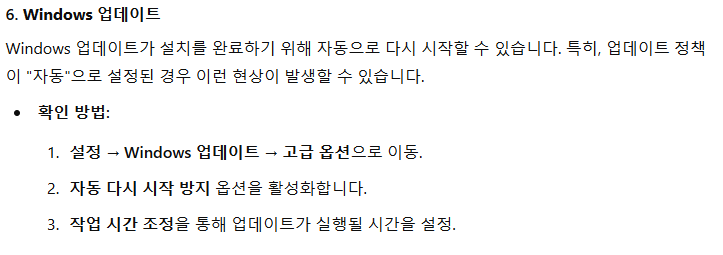 6. Windows 업데이트
Windows 업데이트가 설치를 완료하기 위해 자동으로 다시 시작할 수 있습니다. 특히, 업데이트 정책
이 "자동"으로 설정된 경우 이런 현상이 발생할 수 있습니다.
• 확인 방법:
1. 설정 → Windows 업데이트 → 고급 옵션으로 이동.
2. 자동 다시 시작 방지 옵션을 활성화합니다.
3. 작업 시간 조정을 통해 업데이트가 실행될 시간을 설정.